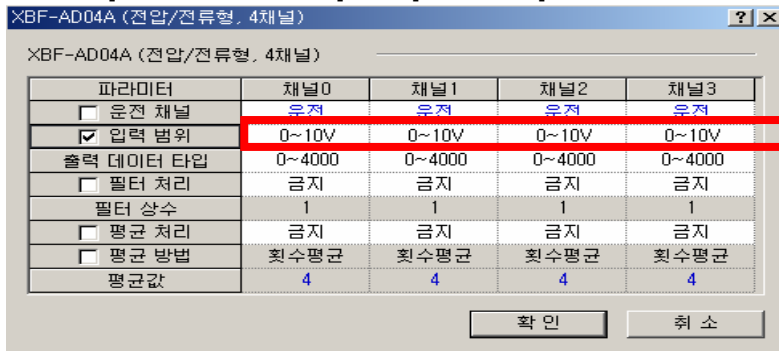 XBF-AD04A (전압/전류형, 4채널)
XBF-AD04A (전압/전류형, 4채널)
파라미터 채널0 채널1 채널2 채널3
운전 채널 운전 운전 운전 운전
입력 범위 0~10V 0~10V 0~10V 0~10V
출력 데이터 타입 0~4000 0~4000 0~4000 0~4000
필터 처리 금지 금지 금지 금지
필터 상수 1 1 1 1
평균 처리 금지 금지 금지 금지
평균 방법 횟수평균 횟수평균 횟수평균 횟수평균
평균값 4 4 4 4
확 인 취 소